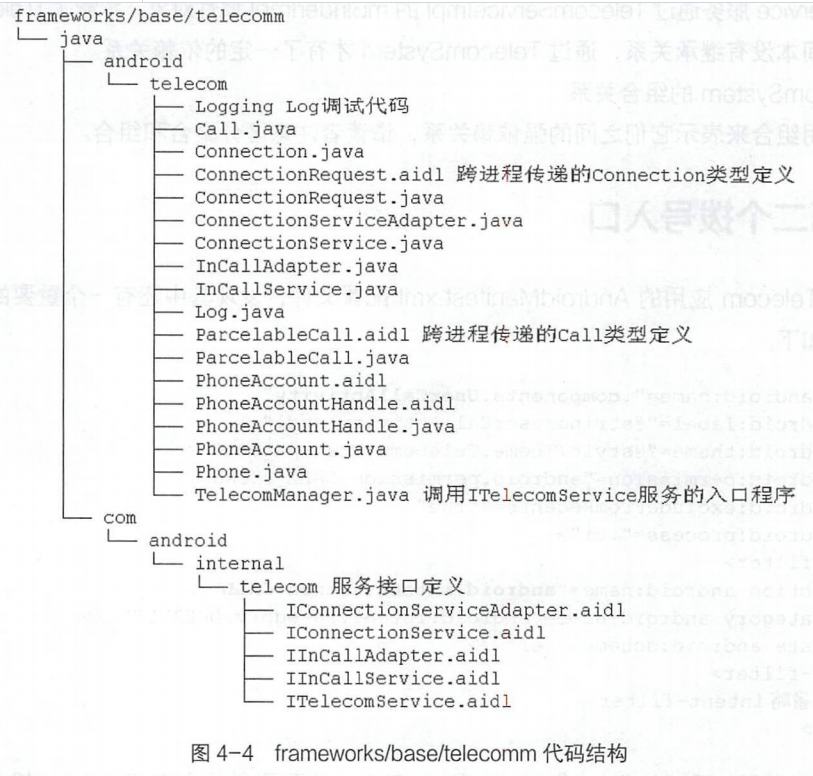 frameworks/base/telecomm
java
android
telecom
Logging Log调试代码
Call.java
Connection.java
ConnectionRequest.aidl 跨进程传递的Connection类型定义
ConnectionRequest.java
ConnectionServiceAdapter.java
ConnectionService.java
InCallAdapter.java
InCallService.java
Log.java
ParcelableCall.aidl 跨进程传递的Call类型定义
ParcelableCall.java
PhoneAccount.aidl
PhoneAccountHandle.aidl
PhoneAccountHandle.java
PhoneAccount.java
Phone.java
TelecomManager.java 调用ITelecomService服务的入口程序
com
android
internal
telecom 服务接口定义
IConnectionServiceAdapter.aidl
IConnectionService.aidl
IInCallAdapter.aidl
IInCallService.aidl
ITelecomService.aidl
图 4-4 frameworks/base/telecomm 代码结构